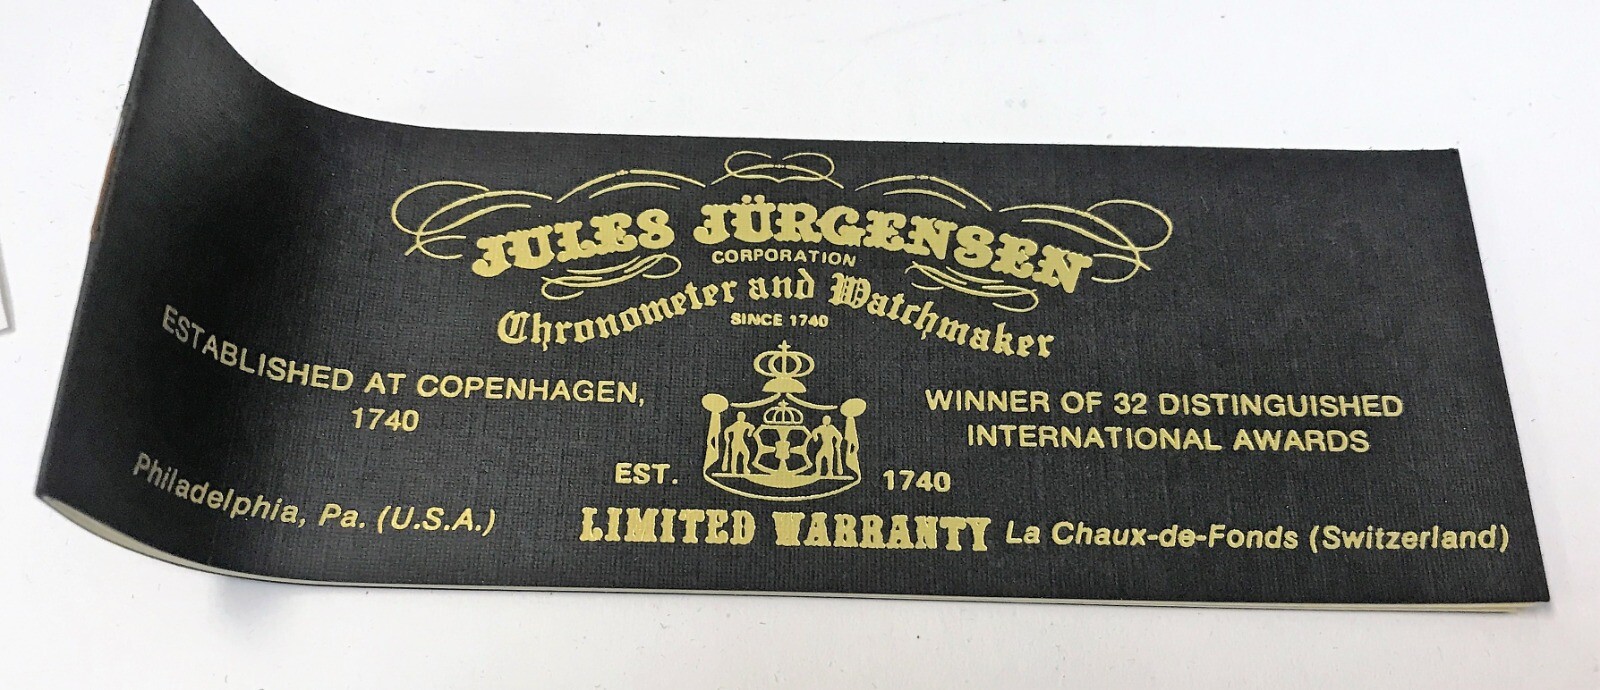 JULES JÜRGENSEN
CORPORATION
Chronometer and Watchmaker
SINCE 1740
ESTABLISHED AT COPENHAGEN,
1740
WINNER OF 32 DISTINGUISHED
INTERNATIONAL AWARDS
EST. 1740
Philadelphia, Pa. (U.S.A.)
LIMITED WARRANTY
La Chaux-de-Fonds (Switzerland)